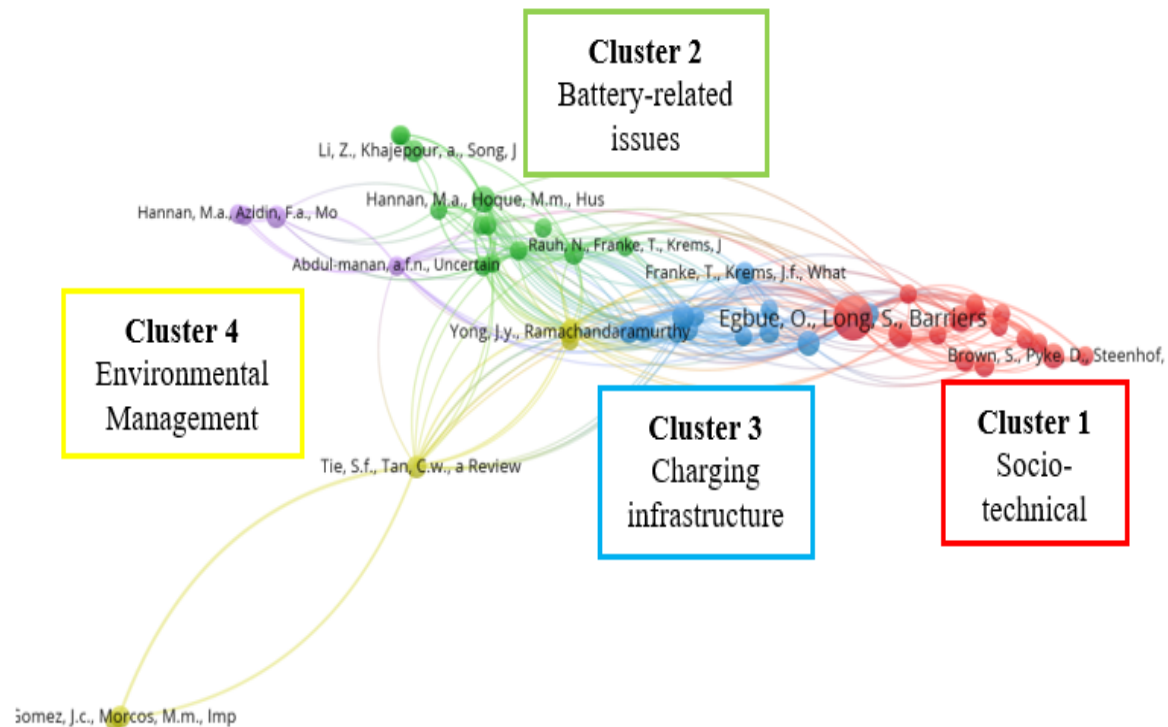 Cluster 2
Battery-related
issues
Li, Z., Khajepour, a., Song, J
Hannan, M.a., Hoque, M.m., Hus
Hannan, M.a., Azidin, F.a., Mo
Rauh, N., Franke, T., Krems, J
Abdul-manan, a.f.n., Uncertain
Franke, T., Krems, J.f., What
Cluster 4
Environmental
Management
Yong, J.y., Ramachandaramurthy
Egbue, O., Long, S., Barriers
Brown, S., Pyke, D., Steenhof,
Cluster 3
Charging
infrastructure
Cluster 1
Socio-
technical
Tie, S.f., Tan, C.w., a Review
Gomez, J.c., Morcos, M.m., Imp